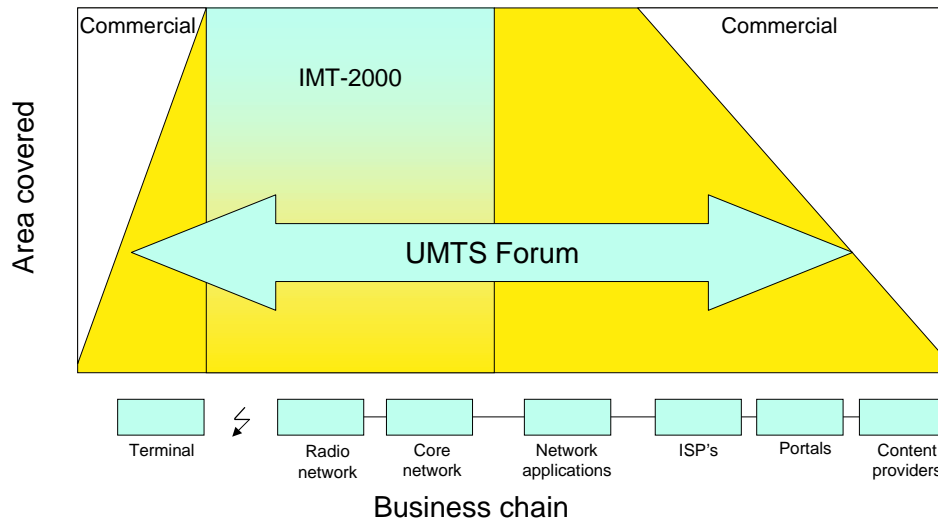 Commercial
Commercial
IMT-2000
Area covered
UMTS Forum
Terminal
Radio
network
Core
network
Network
applications
ISP's
Portals
Content
providers
Business chain